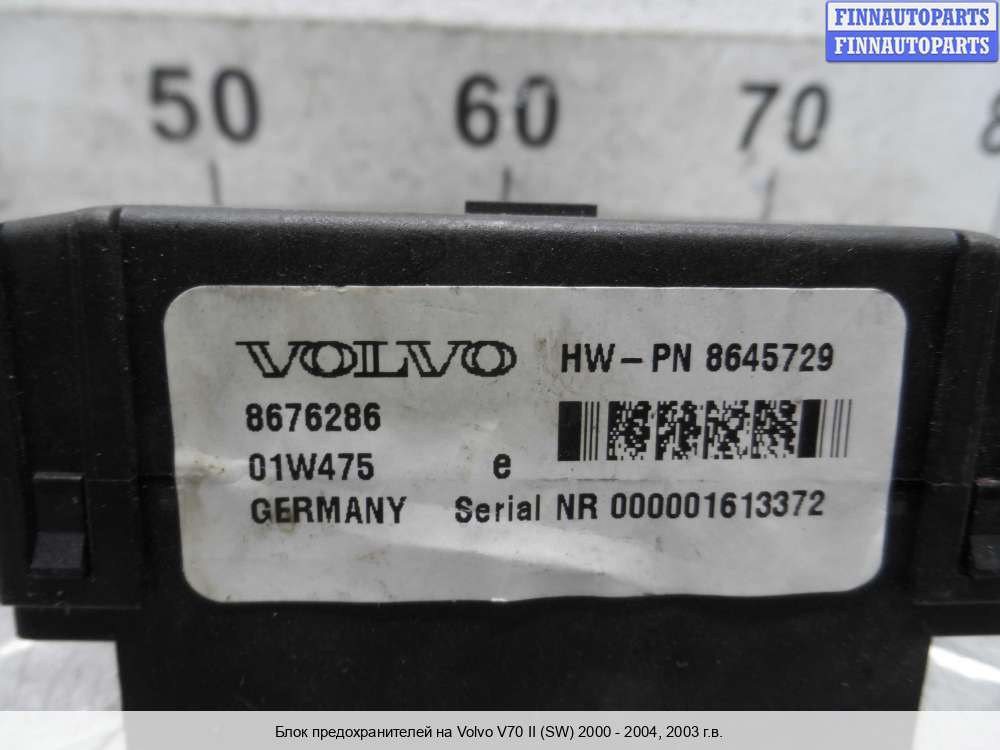 FINNAUTOPARTS
FINNAUTOPARTS
50 60 70
VOLVO HW-PN 8645729
8676286
01W475 e
GERMANY Serial NR 000001613372
Блок предохранителей на Volvo V70 II (SW) 2000 - 2004, 2003 г.в.